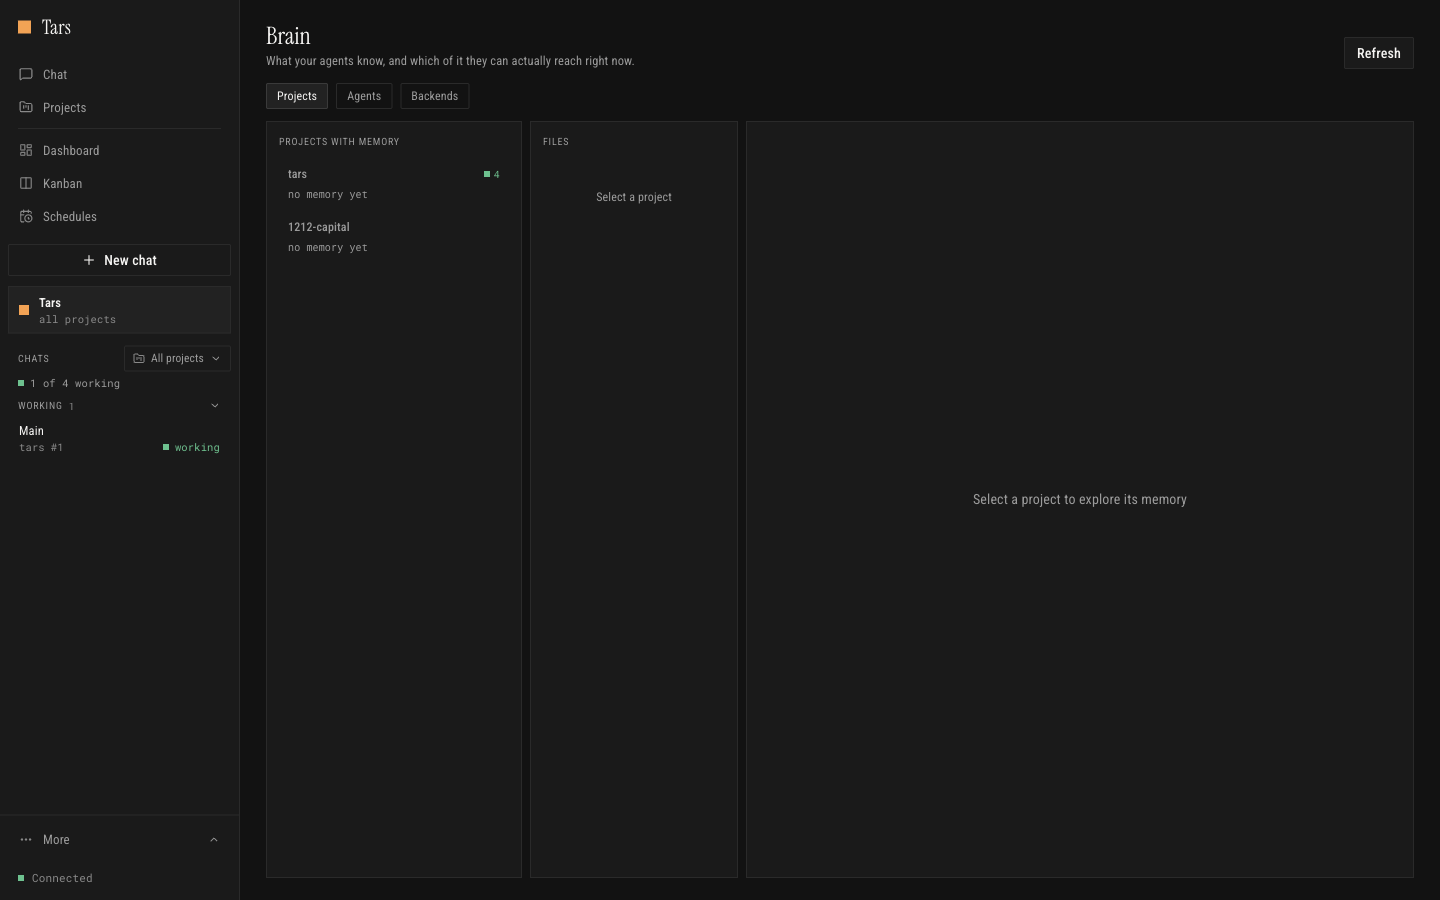 Tars
Chat
Projects
Dashboard
Kanban
Schedules
New chat
Tars
all projects
CHATS
All projects
1 of 4 working
WORKING 1
Main
tars #1
working
More
Connected
Brain
What your agents know, and which of it they can actually reach right now.
Refresh
Projects
Agents
Backends
PROJECTS WITH MEMORY
tars
4
no memory yet
1212-capital
no memory yet
FILES
Select a project
Select a project to explore its memory